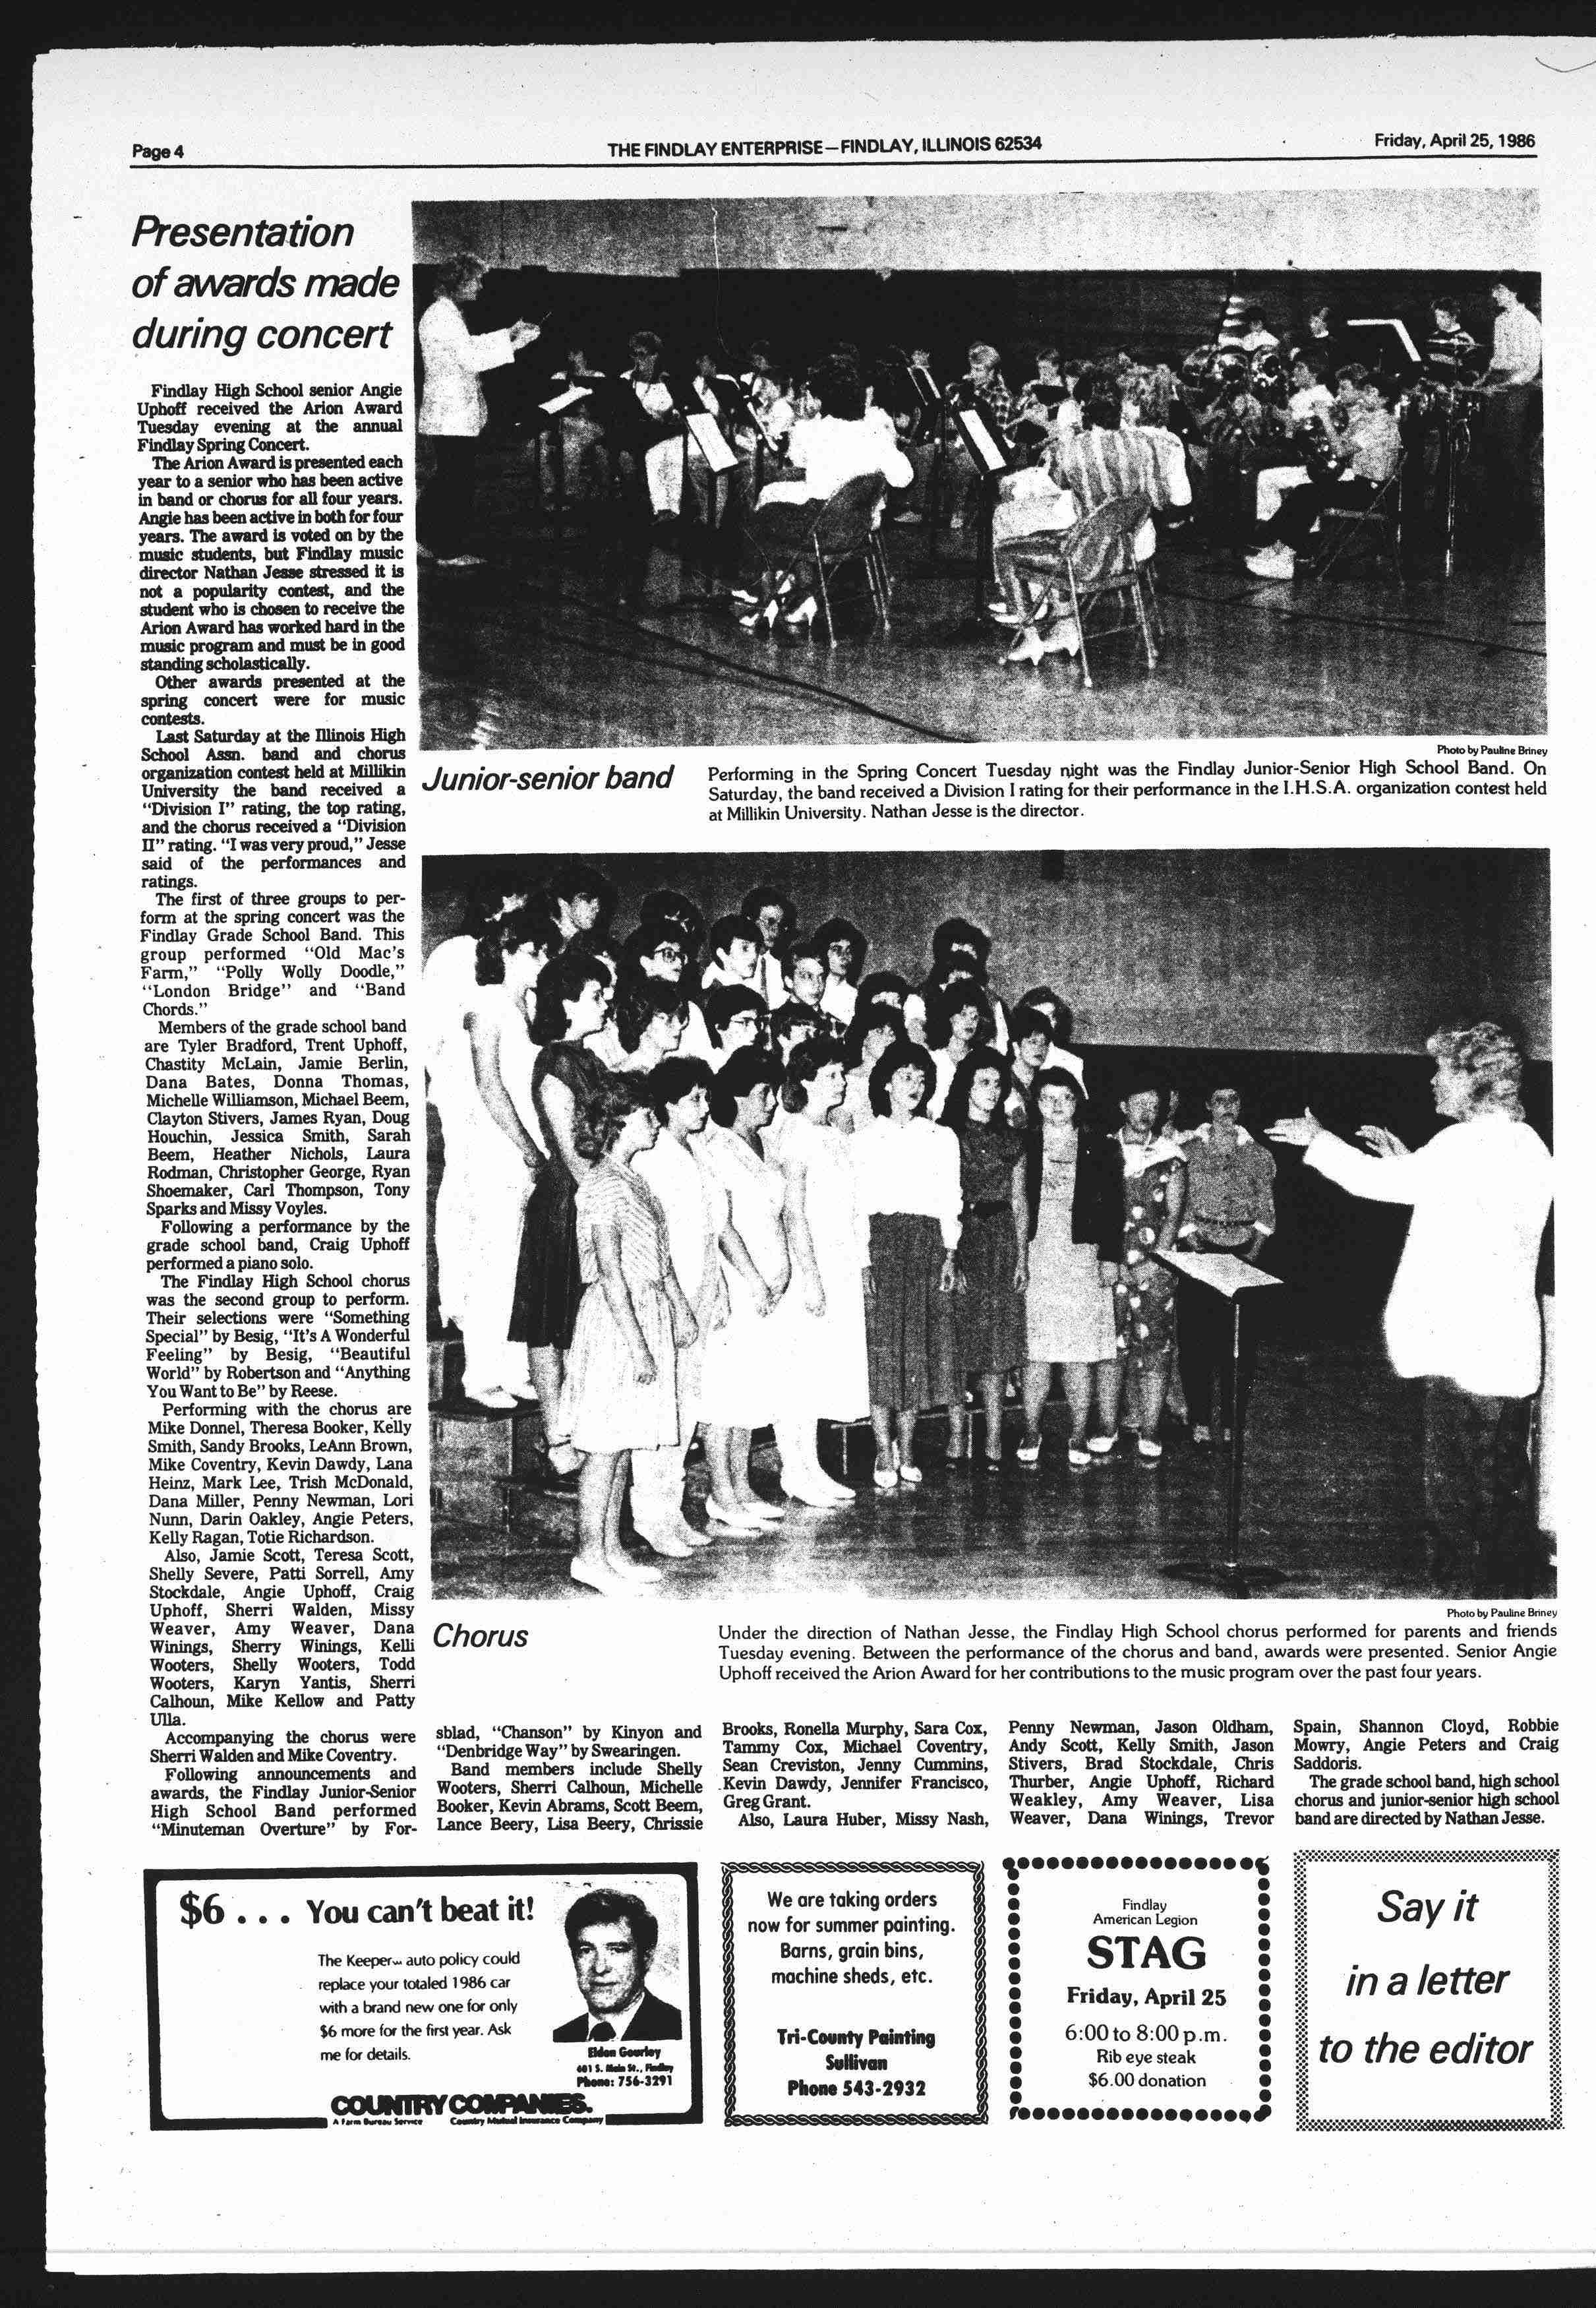 Page 4
THE FINDLAY ENTERPRISE—FINDLAY, ILLINOIS 62534
Friday, April 25, 1986
Presentation
of awards made
during concert
Findlay High School senior Angie
Uphoff received the Arion Award
Tuesday evening at the annual
Findlay Spring Concert.
The Arion Award is presented each
year to a senior who has been active
in band or chorus for all four years.
Angie has been active in both for four
years. The award is voted on by the
music students, but Findlay music
director Nathan Jesse stressed it is
not a popularity contest, and the
student who is chosen to receive the
Arion Award has worked hard in the
music program and must be in good
standing scholastically.
Other awards presented at the
spring concert were for music
contests.
Last Saturday at the Illinois High
School Assn. band and chorus
organization contest held at Millikin
University the band received a
"Division I" rating, the top rating,
and the chorus received a "Division
II" rating. "I was very proud," Jesse
said of the performances and
ratings.
The first of three groups to per-
form at the spring concert was the
Findlay Grade School Band. This
group performed "Old Mac's
Farm," "Polly Wolly Doodle,"
"London Bridge" and "Band
Chords."
Members of the grade school band
are Tyler Bradford, Trent Uphoff,
Chastity McLain, Jamie Berlin,
Dana Bates, Donna Thomas,
Michelle Williamson, Michael Beem,
Clayton Stivers, James Ryan, Doug
Houchin, Jessica Smith, Sarah
Beem, Heather Nichols, Laura
Rodman, Christopher George, Ryan
Shoemaker, Carl Thompson, Tony
Sparks and Missy Voyles.
Following a performance by the
grade school band, Craig Uphoff
performed a piano solo.
The Findlay High School chorus
was the second group to perform.
Their selections were "Something
Special" by Besig, "It's A Wonderful
Feeling" by Besig, "Beautiful
World" by Robertson and "Anything
You Want to Be" by Reese.
Performing with the chorus are
Mike Donnel, Theresa Booker, Kelly
Smith, Sandy Brooks, LeAnn Brown,
Mike Coventry, Kevin Dawdy, Lana
Heinz, Mark Lee, Trish McDonald,
Dana Miller, Penny Newman, Lori
Nunn, Darin Oakley, Angie Peters,
Kelly Ragan, Totie Richardson.
Also, Jamie Scott, Teresa Scott,
Shelly Severe, Patti Sorrell, Amy
Stockdale, Angie Uphoff, Craig
Uphoff, Sherri Walden, Missy
Weaver, Amy Weaver, Dana
Winings, Sherry Winings, Kelli
Wooters, Shelly Wooters, Todd
Wooters, Karyn Yantis, Sherri
Calhoun, Mike Kellow and Patty
Ulla.
Accompanying the chorus were
Sherri Walden and Mike Coventry.
Following announcements and
awards, the Findlay Junior-Senior
High School Band performed
"Minuteman Overture" by For-
sblad, "Chanson" by Kinyon and
"Denbridge Way" by Swearingen.
Band members include Shelly
Wooters, Sherri Calhoun, Michelle
Booker, Kevin Abrams, Scott Beem,
Lance Beery, Lisa Beery, Chrissie
Brooks, Ronella Murphy, Sara Cox,
Tammy Cox, Michael Coventry,
Sean Creviston, Jenny Cummins,
Kevin Dawdy, Jennifer Francisco,
Greg Grant.
Also, Laura Huber, Missy Nash,
Penny Newman, Jason Oldham,
Andy Scott, Kelly Smith, Jason
Stivers, Brad Stockdale, Chris
Thurber, Angie Uphoff, Richard
Weakley, Amy Weaver, Lisa
Weaver, Dana Winings, Trevor
Spain, Shannon Cloyd, Robbie
Mowry, Angie Peters and Craig
Saddoris.
The grade school band, high school
chorus and junior-senior high school
band are directed by Nathan Jesse.
Photo by Pauline Briney
Junior-senior band
Performing in the Spring Concert Tuesday night was the Findlay Junior-Senior High School Band. On
Saturday, the band received a Division I rating for their performance in the I.H.S.A. organization contest held
at Millikin University. Nathan Jesse is the director.
Photo by Pauline Briney
Chorus
Under the direction of Nathan Jesse, the Findlay High School chorus performed for parents and friends
Tuesday evening. Between the performance of the chorus and band, awards were presented. Senior Angie
Uphoff received the Arion Award for her contributions to the music program over the past four years.
$6 . . . You can't beat it!
The Keeper℠ auto policy could
replace your totaled 1986 car
with a brand new one for only
$6 more for the first year. Ask
me for details.
Eldon Gourley
601 S. Main St., Findlay
Phone: 756-3291
COUNTRY COMPANIES.
A Farm Bureau Service
Country Mutual Insurance Company
We are taking orders
now for summer painting.
Barns, grain bins,
machine sheds, etc.
Tri-County Painting
Sullivan
Phone 543-2932
Findlay
American Legion
STAG
Friday, April 25
6:00 to 8:00 p.m.
Rib eye steak
$6.00 donation
Say it
in a letter
to the editor